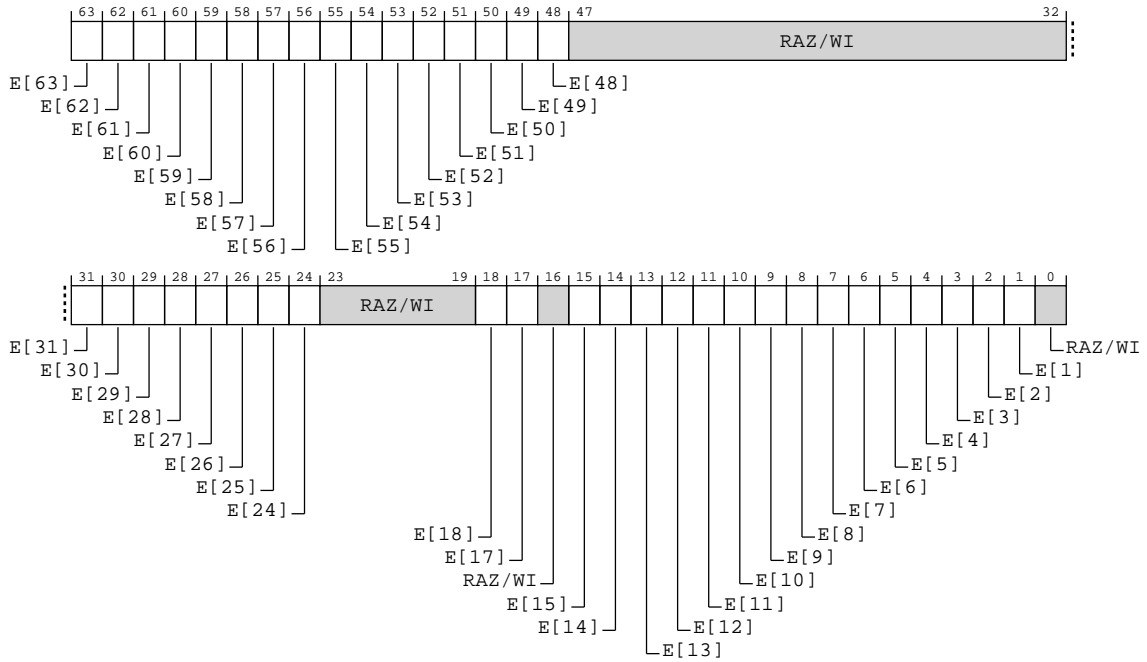 63 62 61 60 59 58 57 56 55 54 53 52 51 50 49 48 47 32
RAZ/WI
E[63] E[48]
E[62] E[49]
E[61] E[50]
E[60] E[51]
E[59] E[52]
E[58] E[53]
E[57] E[54]
E[56] E[55]
31 30 29 28 27 26 25 24 23 19 18 17 16 15 14 13 12 11 10 9 8 7 6 5 4 3 2 1 0
RAZ/WI
E[31] RAZ/WI
E[30] E[1]
E[29] E[2]
E[28] E[3]
E[27] E[4]
E[26] E[5]
E[25] E[6]
E[24] E[7]
E[18] E[8]
E[17] E[9]
RAZ/WI E[10]
E[15] E[11]
E[14] E[12]
E[13]